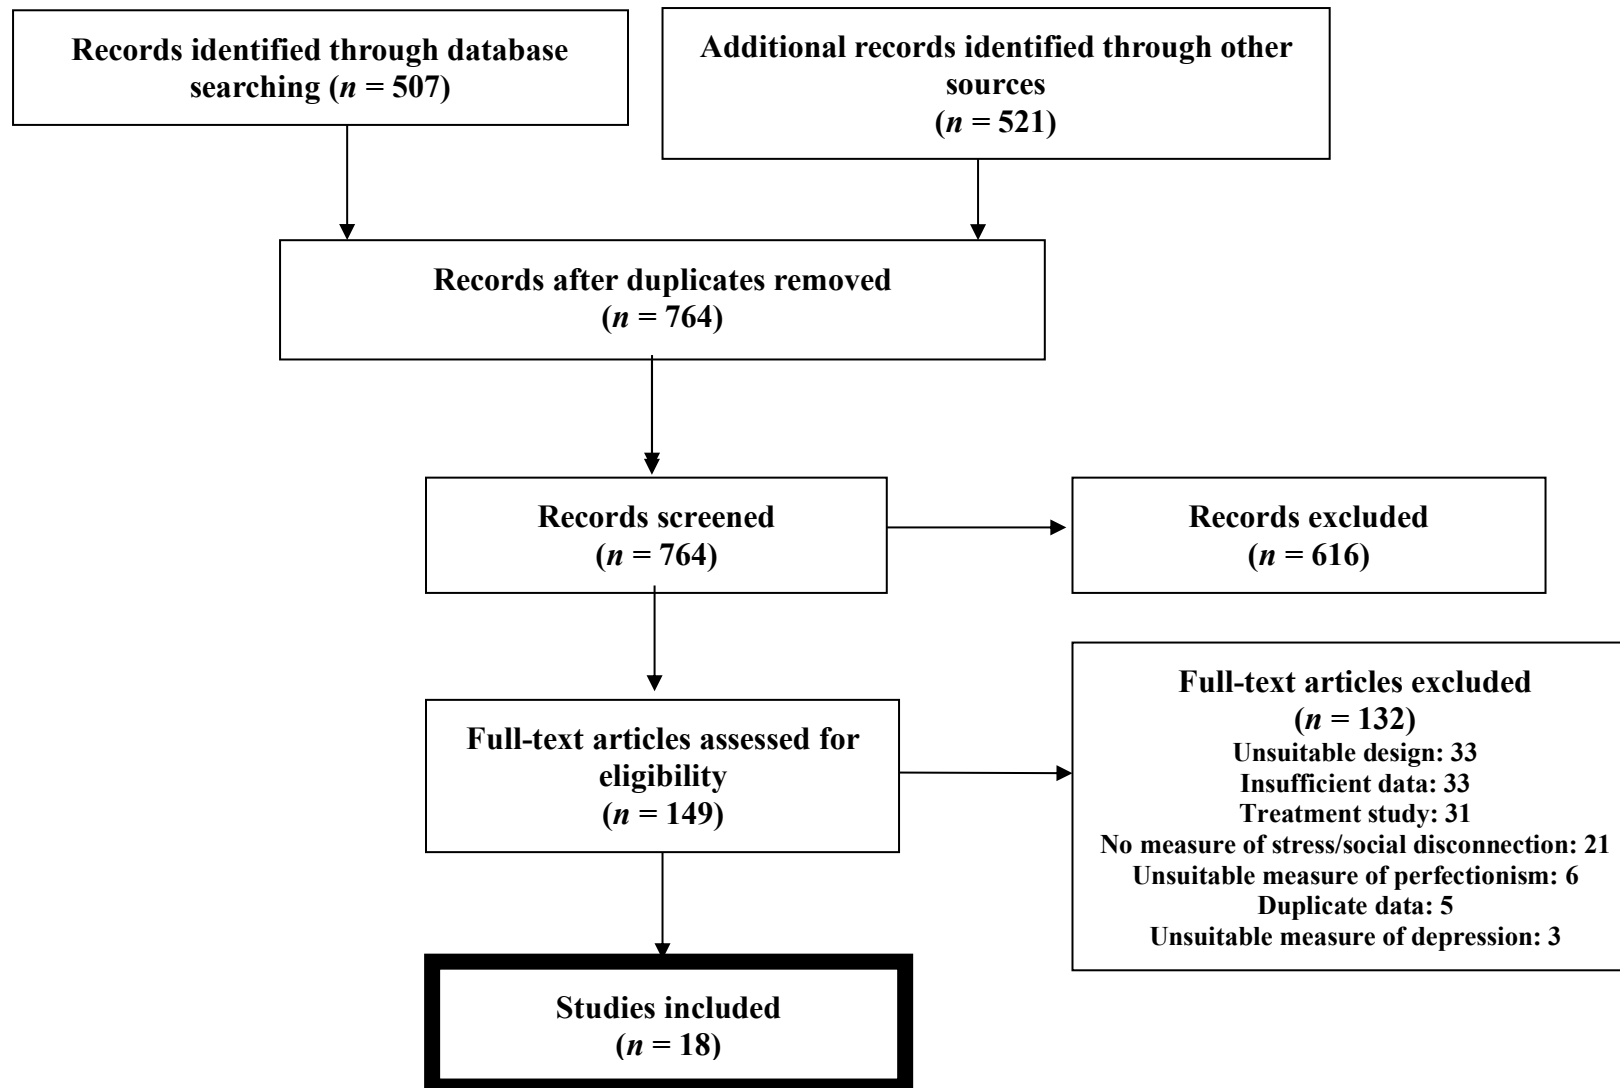 Records identified through database
searching (n = 507)
Additional records identified through other
sources
(n = 521)
Records after duplicates removed
(n = 764)
Records screened
(n = 764)
Records excluded
(n = 616)
Full-text articles assessed for
eligibility
(n = 149)
Full-text articles excluded
(n = 132)
Unsuitable design: 33
Insufficient data: 33
Treatment study: 31
No measure of stress/social disconnection: 21
Unsuitable measure of perfectionism: 6
Duplicate data: 5
Unsuitable measure of depression: 3
Studies included
(n = 18)